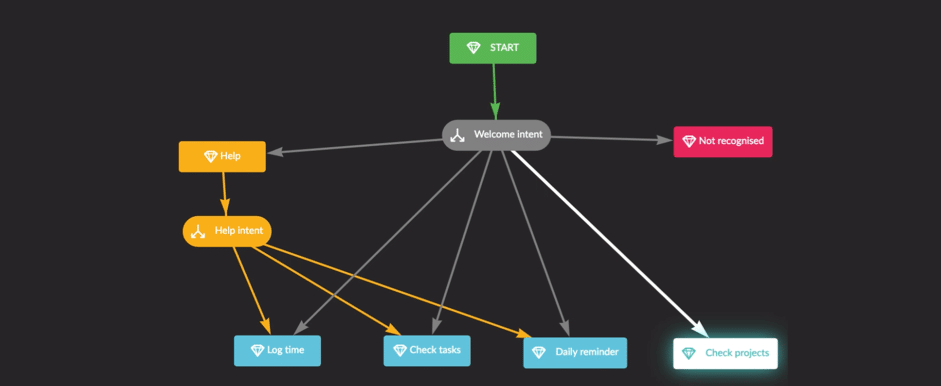 START
Welcome intent
Not recognised
Help
Help intent
Log time
Check tasks
Daily reminder
Check projects